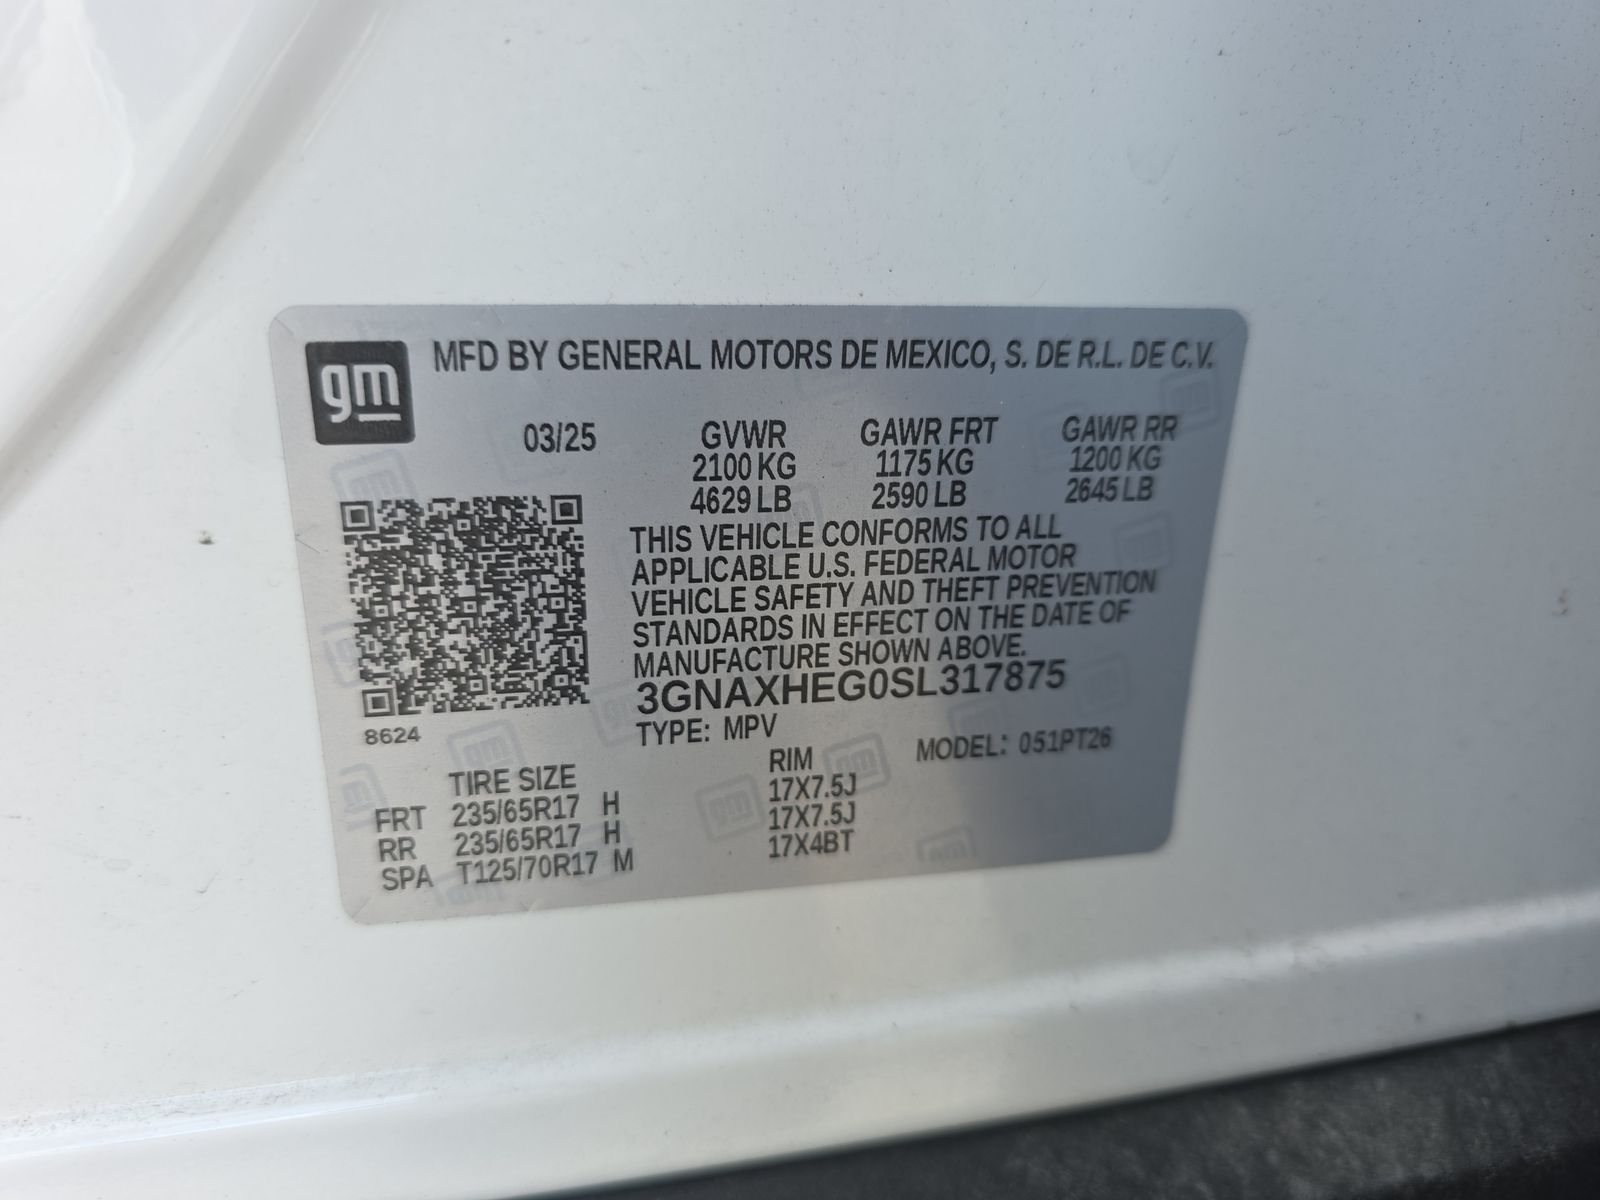 gm
MFD BY GENERAL MOTORS DE MEXICO, S. DE R.L. DE C.V.
03/25 GVWR GAWR FRT GAWR RR
2100 KG 1175 KG 1200 KG
4629 LB 2590 LB 2645 LB
THIS VEHICLE CONFORMS TO ALL
APPLICABLE U.S. FEDERAL MOTOR
VEHICLE SAFETY AND THEFT PREVENTION
STANDARDS IN EFFECT ON THE DATE OF
MANUFACTURE SHOWN ABOVE.
3GNAXHEG0SL317875
8624 TYPE: MPV MODEL: 051PT26
TIRE SIZE RIM
FRT 235/65R17 H 17X7.5J
RR 235/65R17 H 17X7.5J
SPA T125/70R17 M 17X4BT